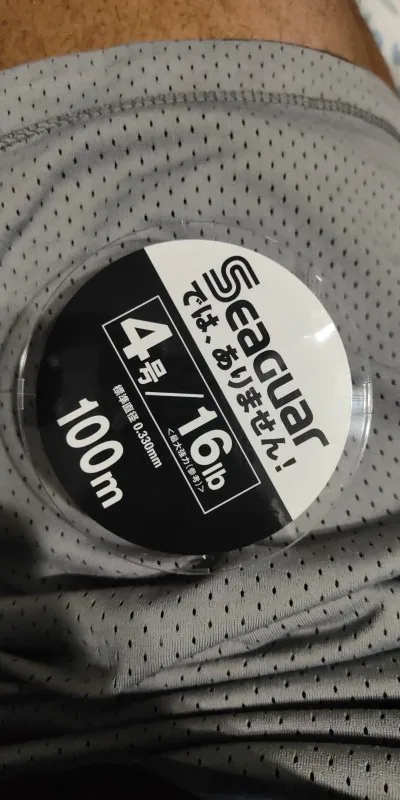 Seaguar
では、ありません!
4号/16lb
<最大強力(参考)>
標準直径 0.330mm
100m